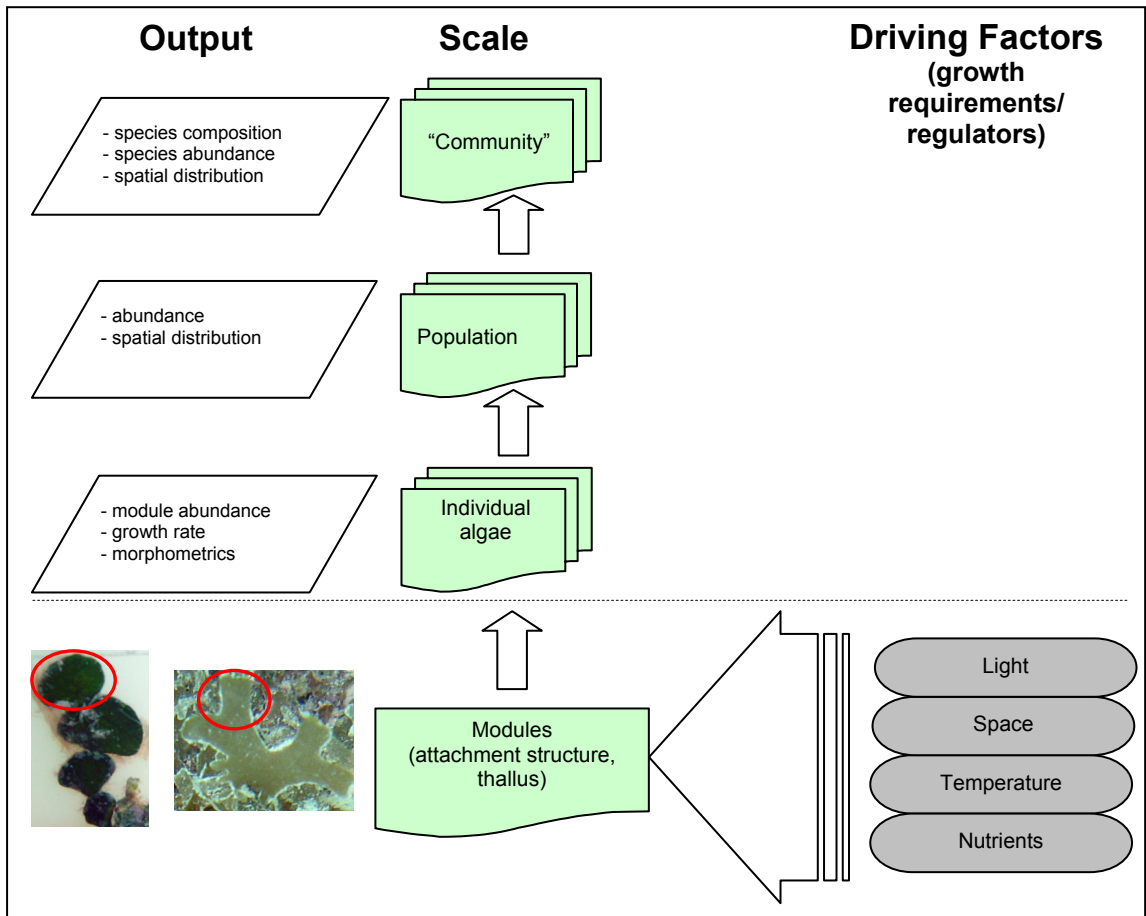 Output
Scale
Driving Factors
(growth
requirements/
regulators)
- species composition
- species abundance
- spatial distribution
“Community”
- abundance
- spatial distribution
Population
- module abundance
- growth rate
- morphometrics
Individual
algae
Modules
(attachment structure,
thallus)
Light
Space
Temperature
Nutrients